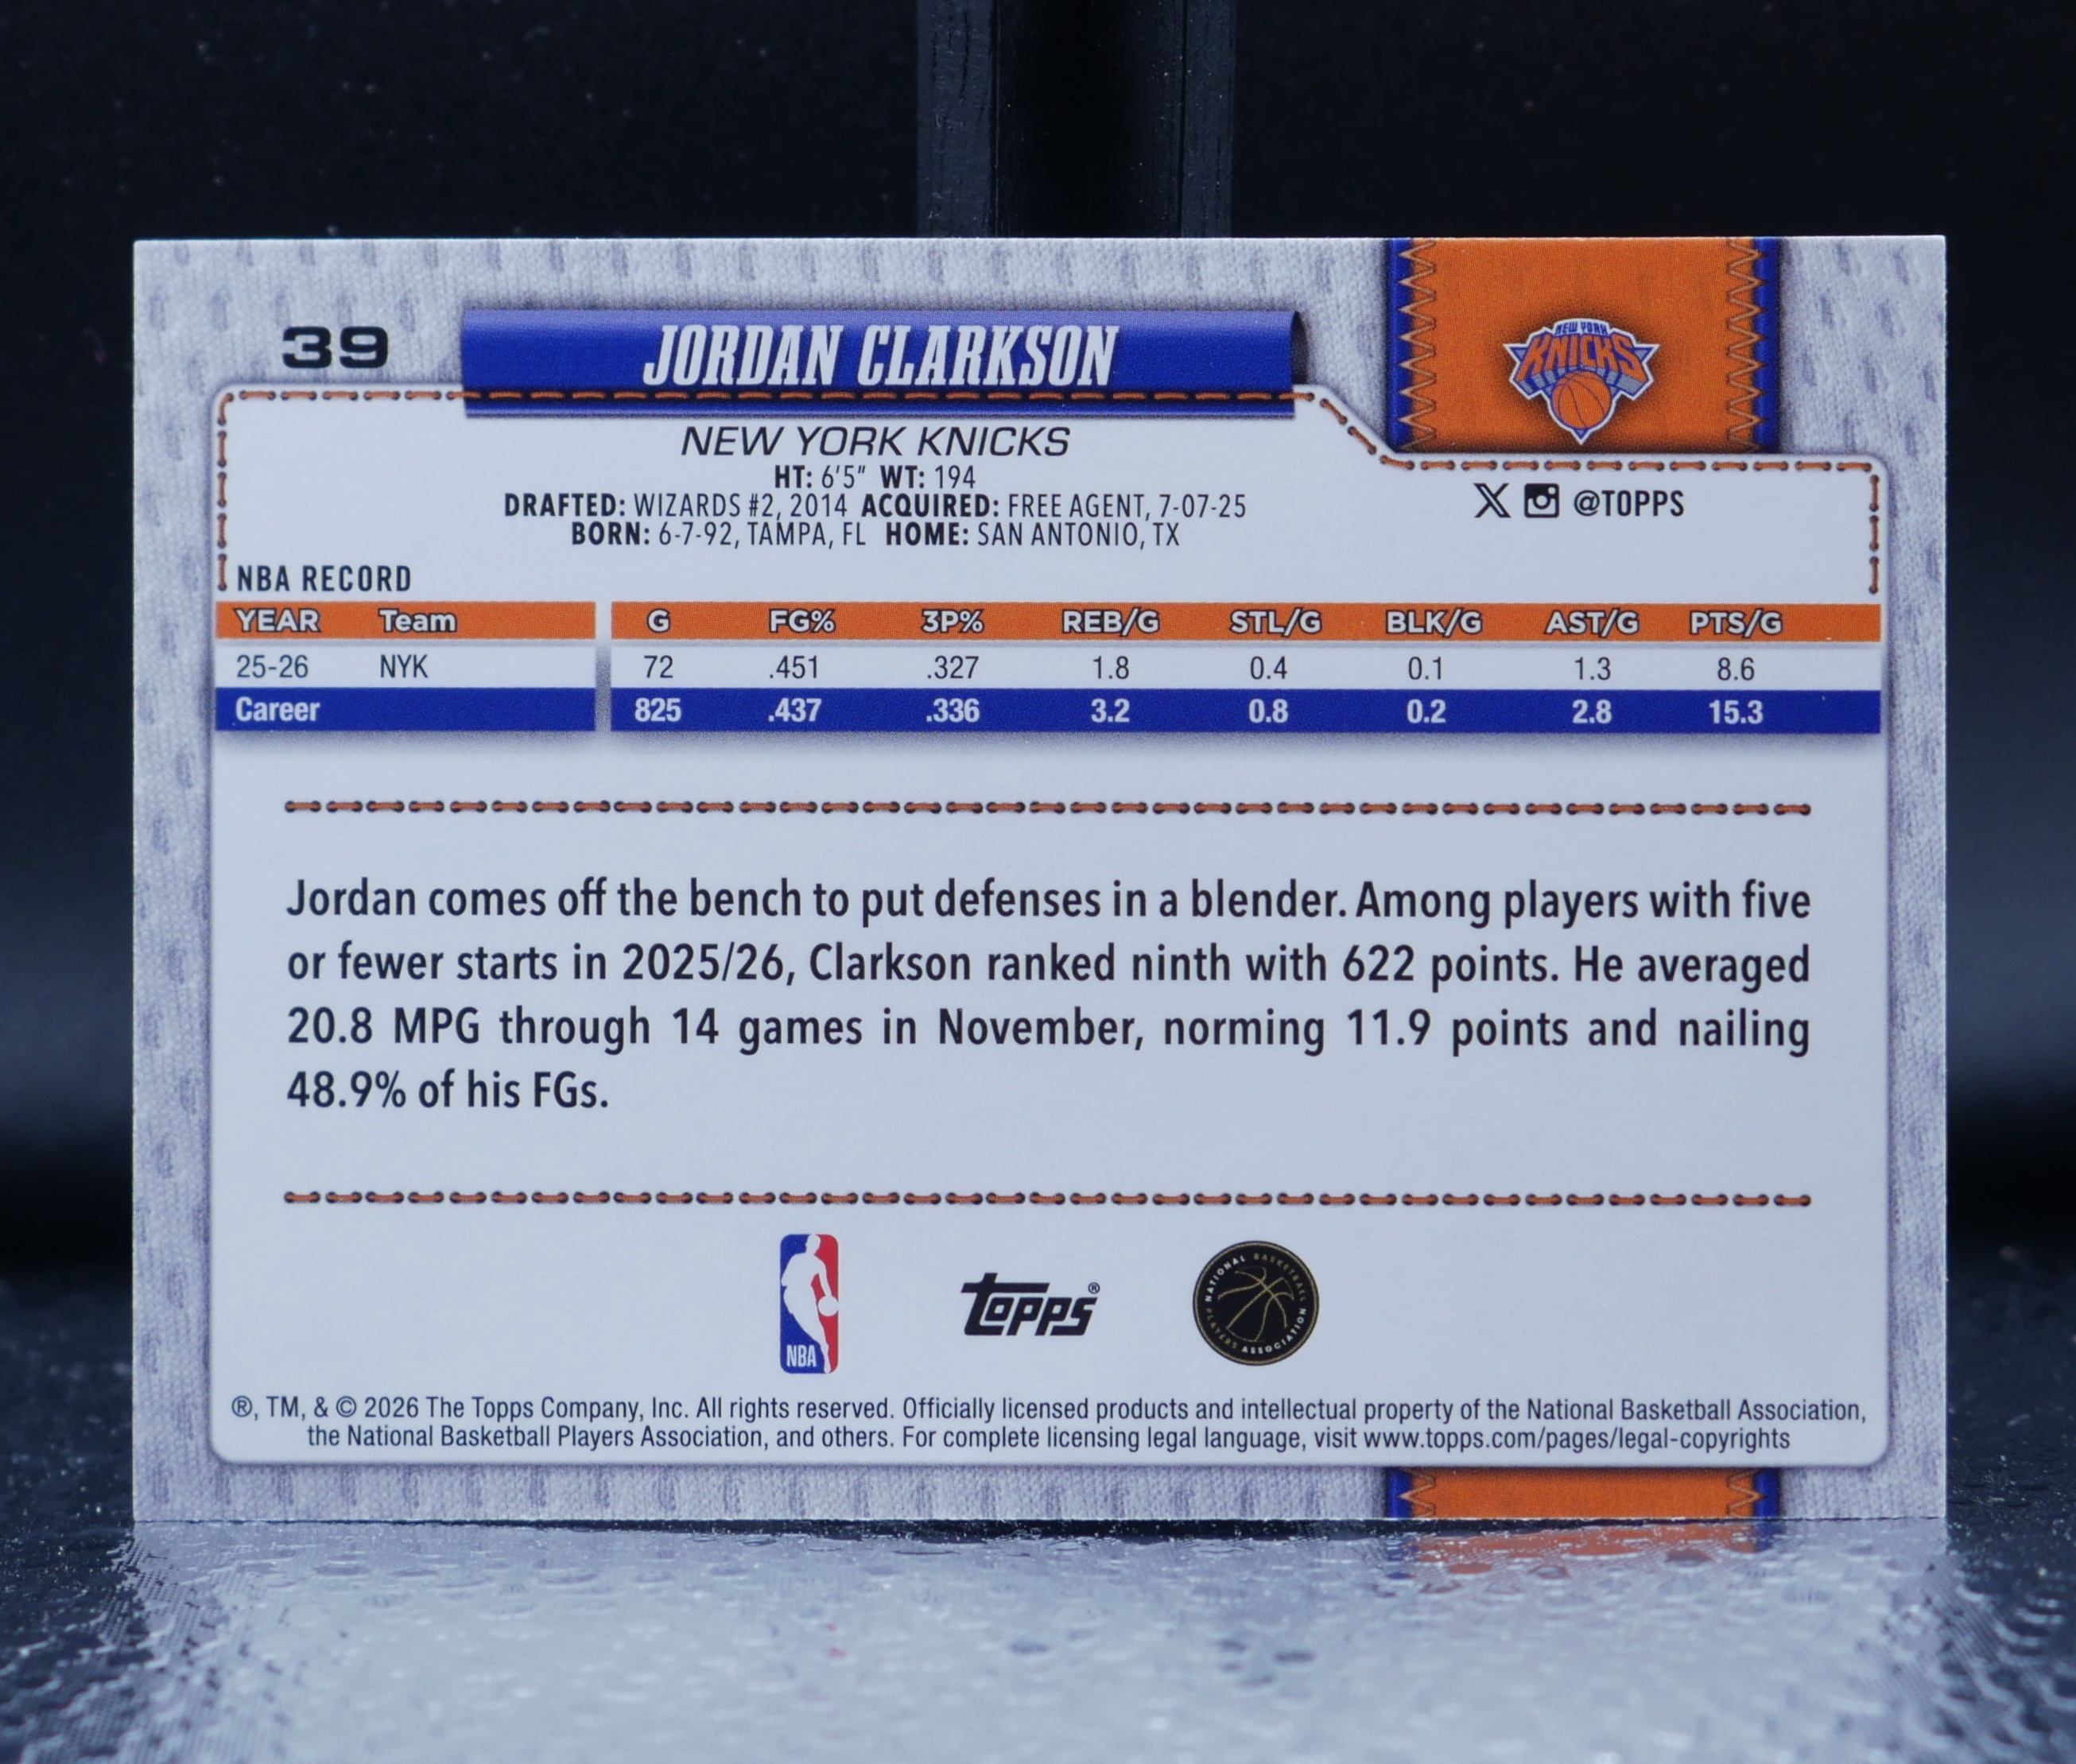 39
JORDAN CLARKSON
NEW YORK KNICKS
NEW YORK KNICKS
HT: 6'5" WT: 194
DRAFTED: WIZARDS #2, 2014 ACQUIRED: FREE AGENT, 7-07-25
BORN: 6-7-92, TAMPA, FL HOME: SAN ANTONIO, TX
X @TOPPS
NBA RECORD
YEAR Team G FG% 3P% REB/G STL/G BLK/G AST/G PTS/G
25-26 NYK 72 .451 .327 1.8 0.4 0.1 1.3 8.6
Career 825 .437 .336 3.2 0.8 0.2 2.8 15.3
Jordan comes off the bench to put defenses in a blender. Among players with five
or fewer starts in 2025/26, Clarkson ranked ninth with 622 points. He averaged
20.8 MPG through 14 games in November, norming 11.9 points and nailing
48.9% of his FGs.
NBA
Topps®
NATIONAL BASKETBALL PLAYERS ASSOCIATION
®, TM, & © 2026 The Topps Company, Inc. All rights reserved. Officially licensed products and intellectual property of the National Basketball Association,
the National Basketball Players Association, and others. For complete licensing legal language, visit www.topps.com/pages/legal-copyrights